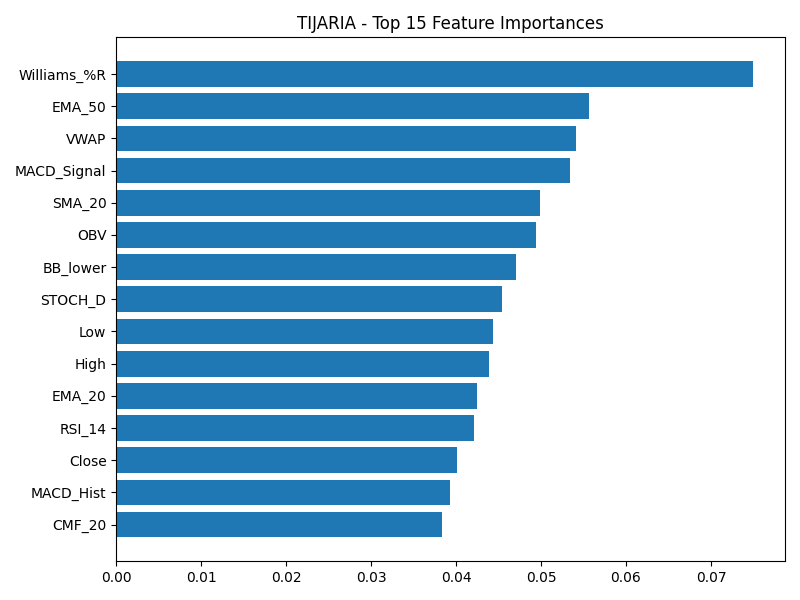 TIJARIA - Top 15 Feature Importances
Williams_%R
EMA_50
VWAP
MACD_Signal
SMA_20
OBV
BB_lower
STOCH_D
Low
High
EMA_20
RSI_14
Close
MACD_Hist
CMF_20
0.00 0.01 0.02 0.03 0.04 0.05 0.06 0.07